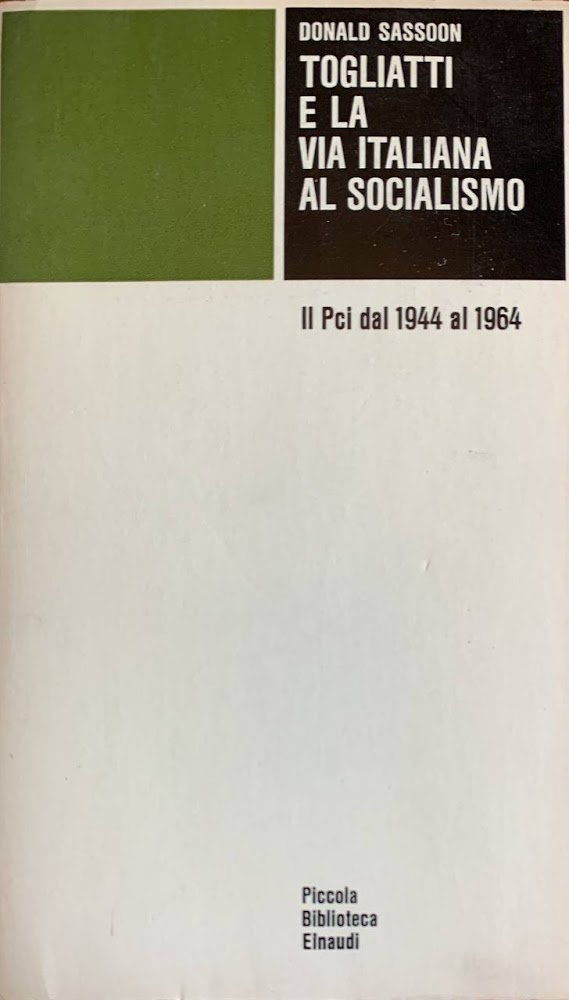 DONALD SASSOON
TOGLIATTI
E LA
VIA ITALIANA
AL SOCIALISMO
Il Pci dal 1944 al 1964
Piccola
Biblioteca
Einaudi